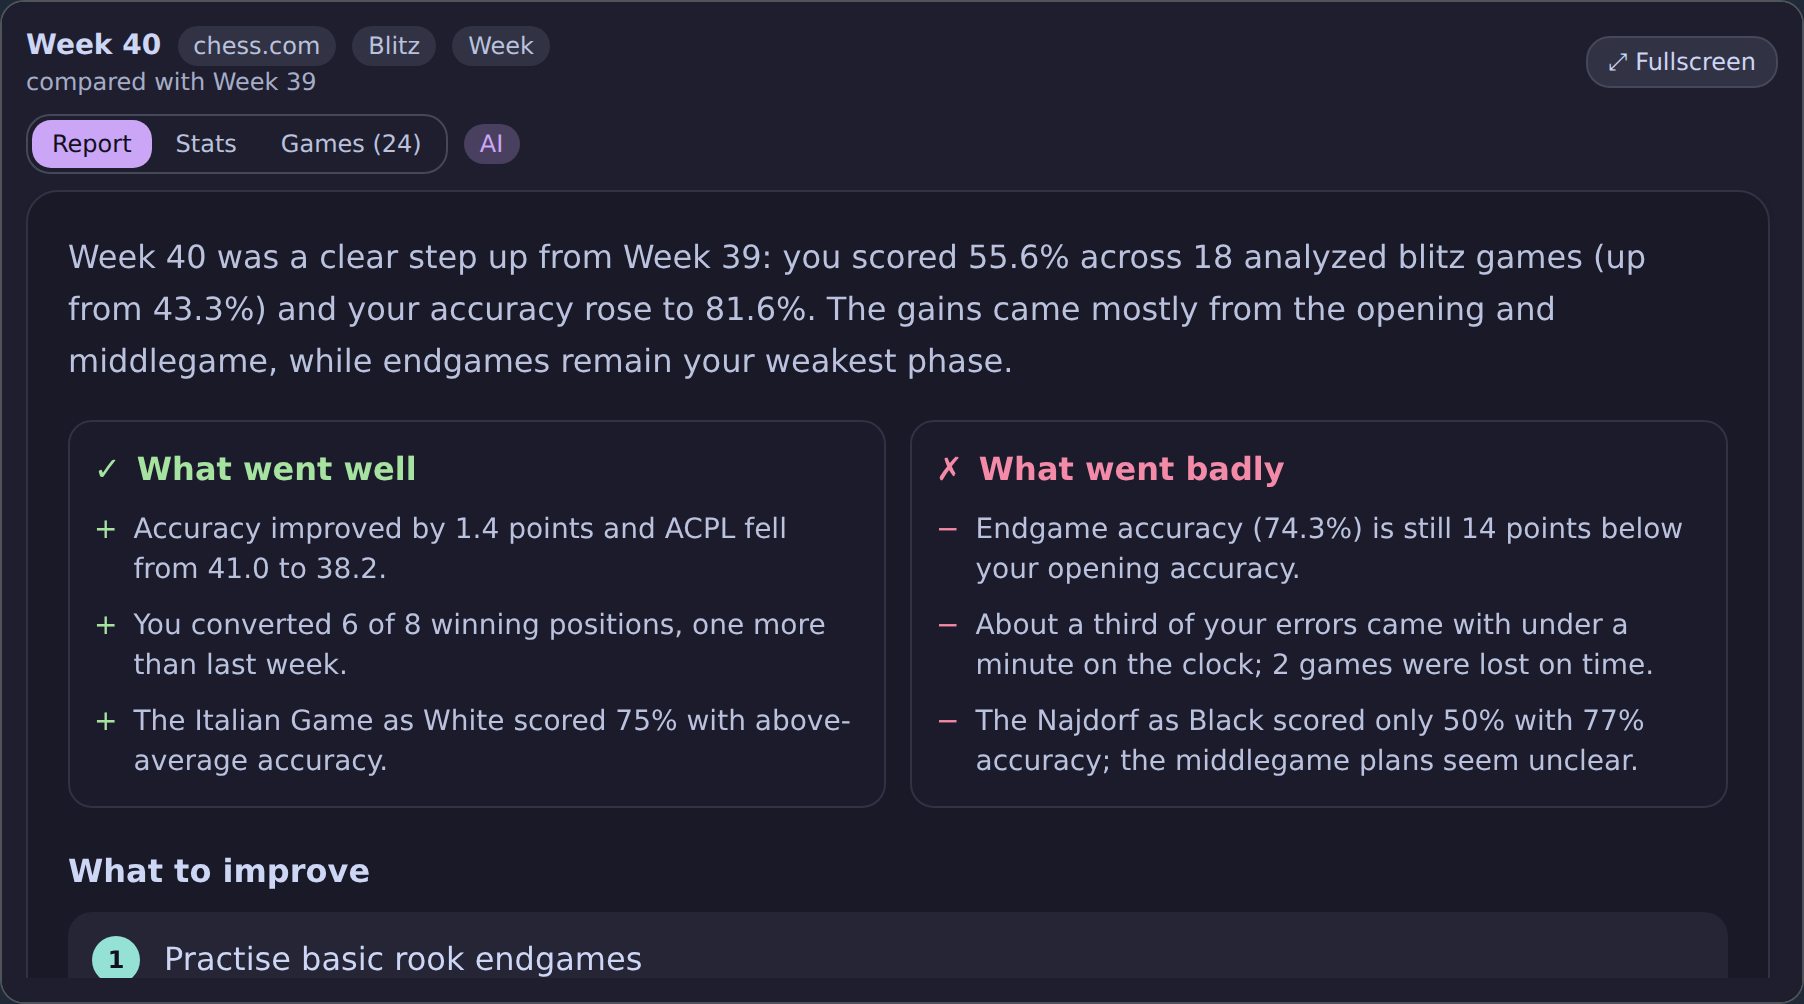 Week 40 chess.com Blitz Week
compared with Week 39
⤢ Fullscreen
Report Stats Games (24) AI
Week 40 was a clear step up from Week 39: you scored 55.6% across 18 analyzed blitz games (up
from 43.3%) and your accuracy rose to 81.6%. The gains came mostly from the opening and
middlegame, while endgames remain your weakest phase.
✓ What went well
+ Accuracy improved by 1.4 points and ACPL fell
from 41.0 to 38.2.
+ You converted 6 of 8 winning positions, one more
than last week.
+ The Italian Game as White scored 75% with above-
average accuracy.
✗ What went badly
− Endgame accuracy (74.3%) is still 14 points below
your opening accuracy.
− About a third of your errors came with under a
minute on the clock; 2 games were lost on time.
− The Najdorf as Black scored only 50% with 77%
accuracy; the middlegame plans seem unclear.
What to improve
1 Practise basic rook endgames